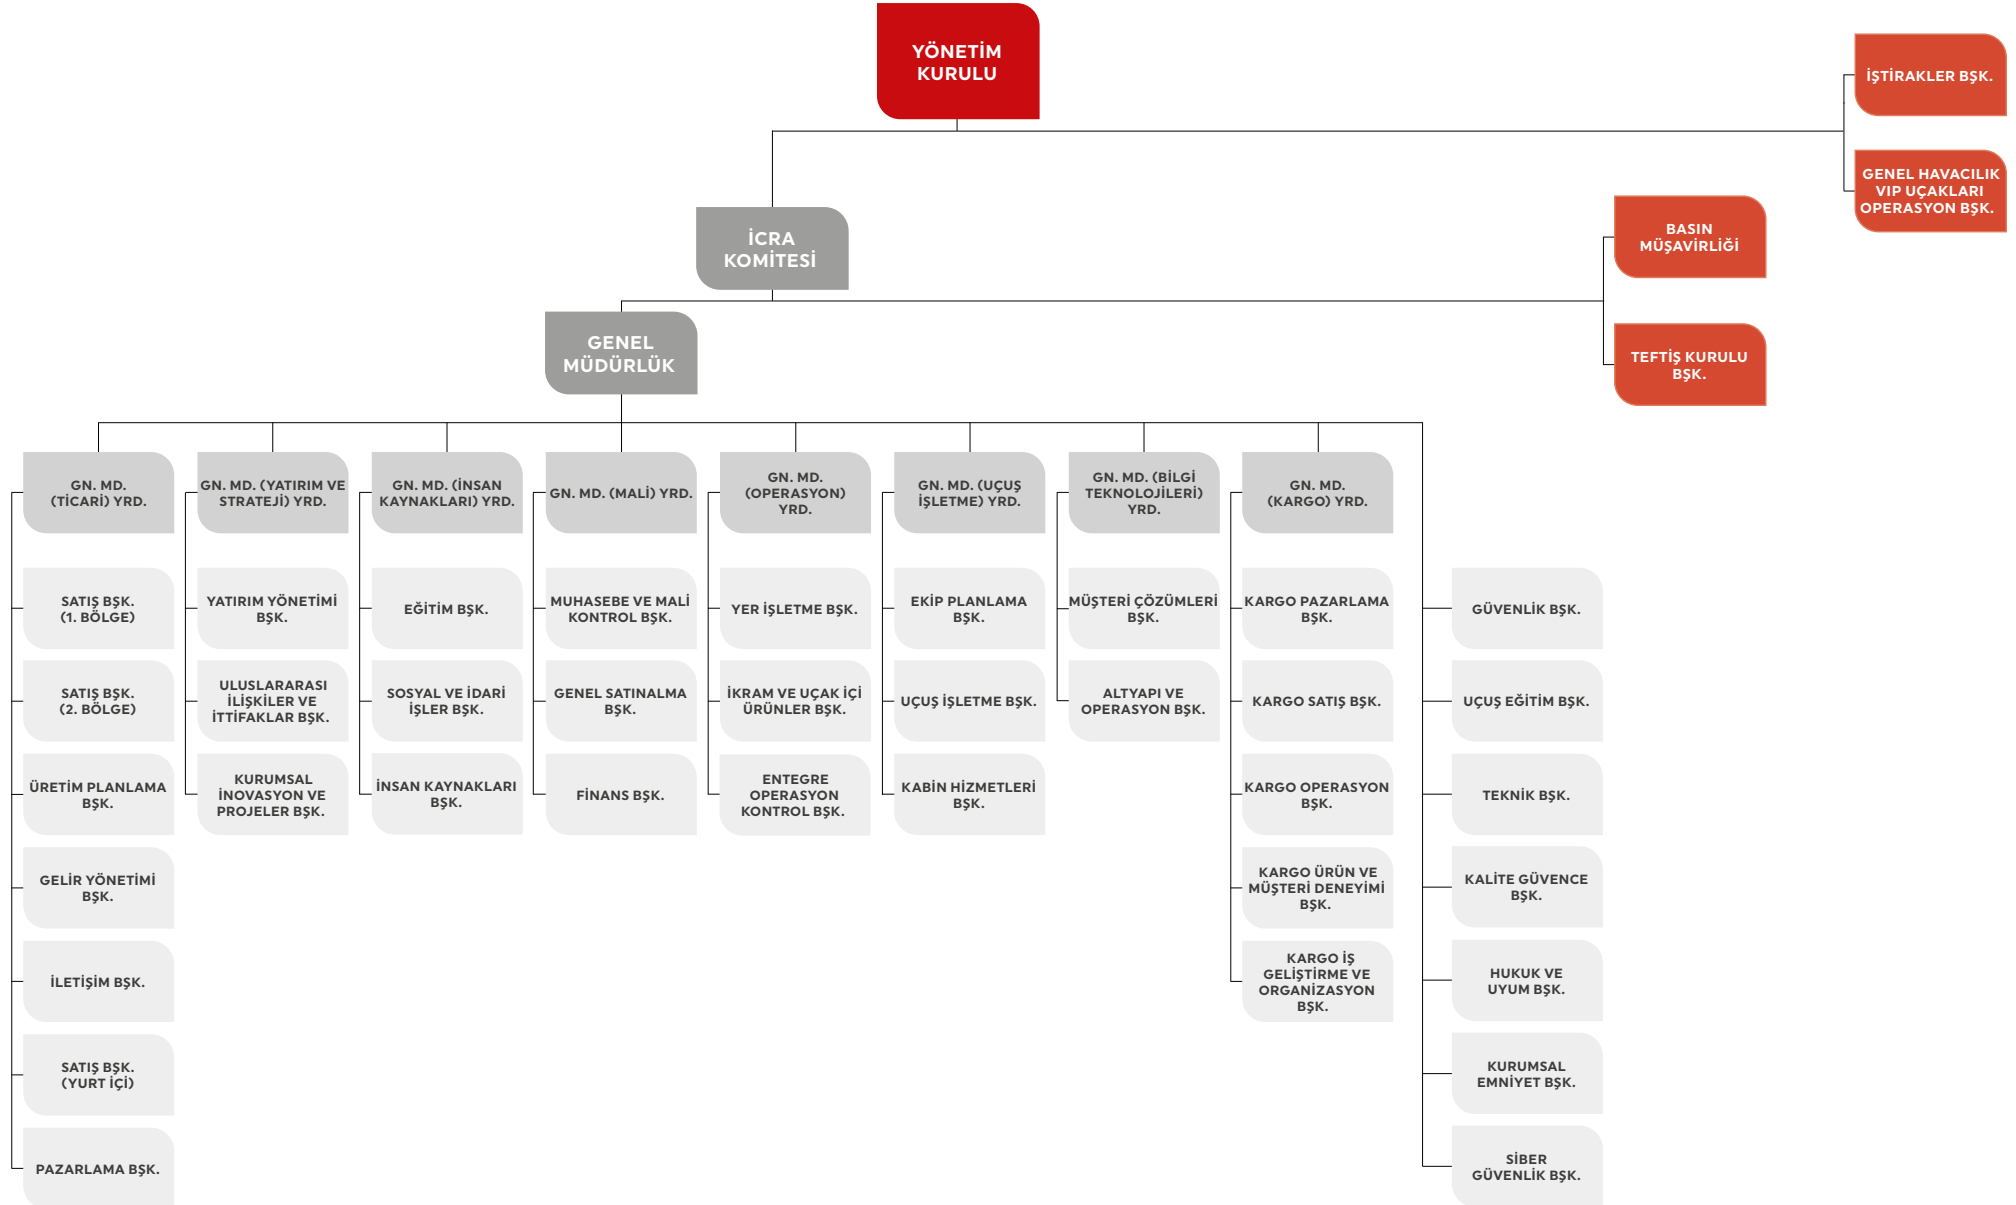 YÖNETİM
KURULU
İŞTİRAKLER BŞK.
GENEL HAVACILIK
VIP UÇAKLARI
OPERASYON BŞK.
İCRA
KOMİTESİ
BASIN
MÜŞAVİRLİĞİ
GENEL
MÜDÜRLÜK
TEFTİŞ KURULU
BŞK.
GN. MD.
(TİCARİ) YRD.
SATIŞ BŞK.
(1. BÖLGE)
SATIŞ BŞK.
(2. BÖLGE)
ÜRETİM PLANLAMA
BŞK.
GELİR YÖNETİMİ
BŞK.
İLETİŞİM BŞK.
SATIŞ BŞK.
(YURT İÇİ)
PAZARLAMA BŞK.
GN. MD. (YATIRIM VE
STRATEJİ) YRD.
YATIRIM YÖNETİMİ
BŞK.
ULUSLARARASI
İLİŞKİLER VE
İTTİFAKLAR BŞK.
KURUMSAL
İNOVASYON VE
PROJELER BŞK.
GN. MD. (İNSAN
KAYNAKLARI) YRD.
EĞİTİM BŞK.
SOSYAL VE İDARİ
İŞLER BŞK.
İNSAN KAYNAKLARI
BŞK.
GN. MD. (MALİ) YRD.
MUHASEBE VE MALİ
KONTROL BŞK.
GENEL SATINALMA
BŞK.
FİNANS BŞK.
GN. MD.
(OPERASYON)
YRD.
YER İŞLETME BŞK.
İKRAM VE UÇAK İÇİ
ÜRÜNLER BŞK.
ENTEGRE
OPERASYON
KONTROL BŞK.
GN. MD. (UÇUŞ
İŞLETME) YRD.
EKİP PLANLAMA
BŞK.
UÇUŞ İŞLETME BŞK.
KABİN HİZMETLERİ
BŞK.
GN. MD. (BİLGİ
TEKNOLOJİLERİ)
YRD.
MÜŞTERİ ÇÖZÜMLERİ
BŞK.
ALTYAPI VE
OPERASYON BŞK.
GN. MD.
(KARGO) YRD.
KARGO PAZARLAMA
BŞK.
KARGO SATIŞ BŞK.
KARGO OPERASYON
BŞK.
KARGO ÜRÜN VE
MÜŞTERİ DENEYİMİ
BŞK.
KARGO İŞ
GELİŞTİRME VE
ORGANİZASYON
BŞK.
GÜVENLİK BŞK.
UÇUŞ EĞİTİM BŞK.
TEKNİK BŞK.
KALİTE GÜVENCE
BŞK.
HUKUK VE
UYUM BŞK.
KURUMSAL
EMNİYET BŞK.
SİBER
GÜVENLİK BŞK.